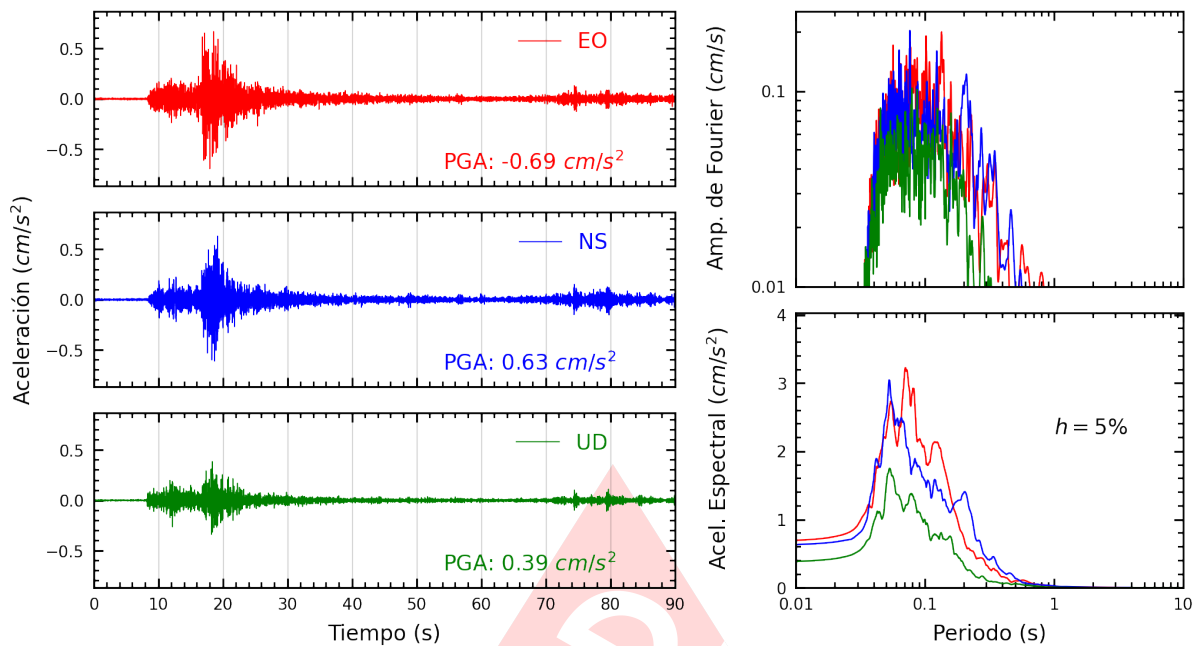 Aceleración (cm/s²)
0.5
0.0
−0.5
EO
PGA: -0.69 cm/s²
0.5
0.0
−0.5
NS
PGA: 0.63 cm/s²
0.5
0.0
−0.5
UD
PGA: 0.39 cm/s²
0 10 20 30 40 50 60 70 80 90
Tiempo (s)
Amp. de Fourier (cm/s)
0.1
0.01
Acel. Espectral (cm/s²)
4
3
2
1
0
h = 5%
0.01 0.1 1 10
Periodo (s)